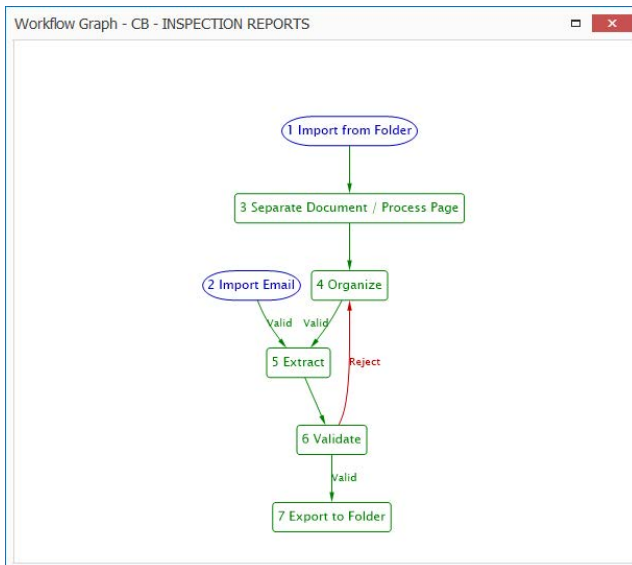 Workflow Graph - CB - INSPECTION REPORTS
1 Import from Folder
3 Separate Document / Process Page
2 Import Email
4 Organize
Valid
Valid
5 Extract
Reject
6 Validate
Valid
7 Export to Folder